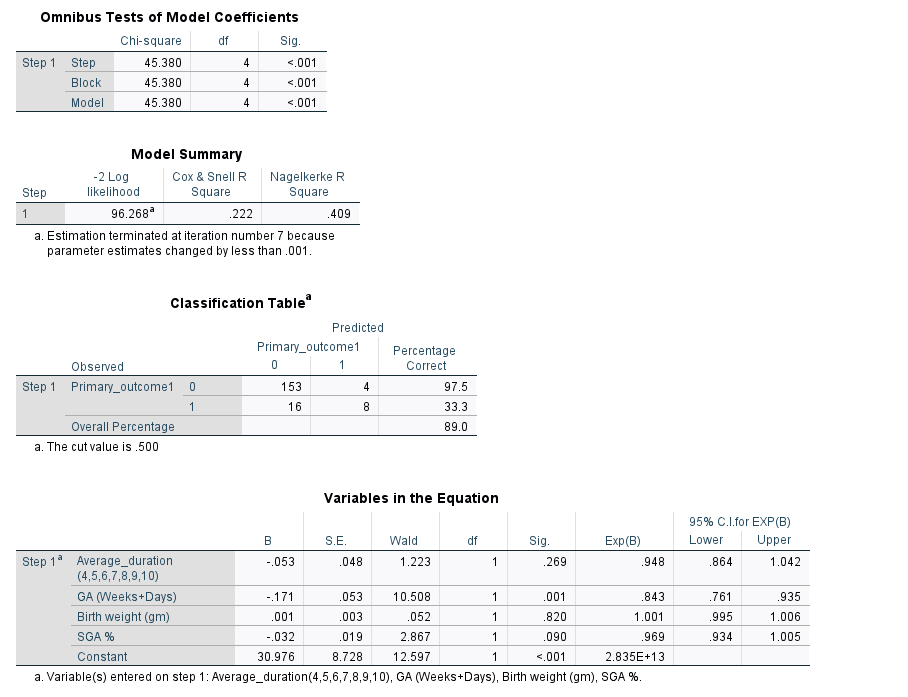 Omnibus Tests of Model Coefficients
Chi-square df Sig.
Step 1 Step 45.380 4 <.001
Block 45.380 4 <.001
Model 45.380 4 <.001
Model Summary
-2 Log Cox & Snell R Nagelkerke R
Step likelihood Square Square
1 96.268a .222 .409
a. Estimation terminated at iteration number 7 because
parameter estimates changed by less than .001.
Classification Tablea
Predicted
Primary_outcome1 Percentage
Observed 0 1 Correct
Step 1 Primary_outcome1 0 153 4 97.5
1 16 8 33.3
Overall Percentage 89.0
a. The cut value is .500
Variables in the Equation
95% C.I.for EXP(B)
B S.E. Wald df Sig. Exp(B) Lower Upper
Step 1a Average_duration -.053 .048 1.223 1 .269 .948 .864 1.042
(4,5,6,7,8,9,10)
GA (Weeks+Days) -.171 .053 10.508 1 .001 .843 .761 .935
Birth weight (gm) .001 .003 .052 1 .820 1.001 .995 1.006
SGA % -.032 .019 2.867 1 .090 .969 .934 1.005
Constant 30.976 8.728 12.597 1 <.001 2.835E+13
a. Variable(s) entered on step 1: Average_duration(4,5,6,7,8,9,10), GA (Weeks+Days), Birth weight (gm), SGA %.